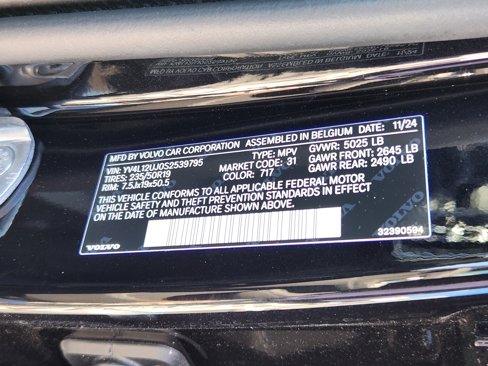 MFD BY VOLVO CAR CORPORATION ASSEMBLED IN BELGIUM DATE: 11/24
VIN: YV4L12UJ0S2539795 TYPE: MPV GVWR: 5025 LB
TIRES: 235/50R19 MARKET CODE: 31 GAWR FRONT: 2645 LB
RIM: 7.5Jx19x50.5 COLOR: 717 GAWR REAR: 2490 LB
THIS VEHICLE CONFORMS TO ALL APPLICABLE FEDERAL MOTOR
VEHICLE SAFETY AND THEFT PREVENTION STANDARDS IN EFFECT
ON THE DATE OF MANUFACTURE SHOWN ABOVE.
VOLVO 32390594